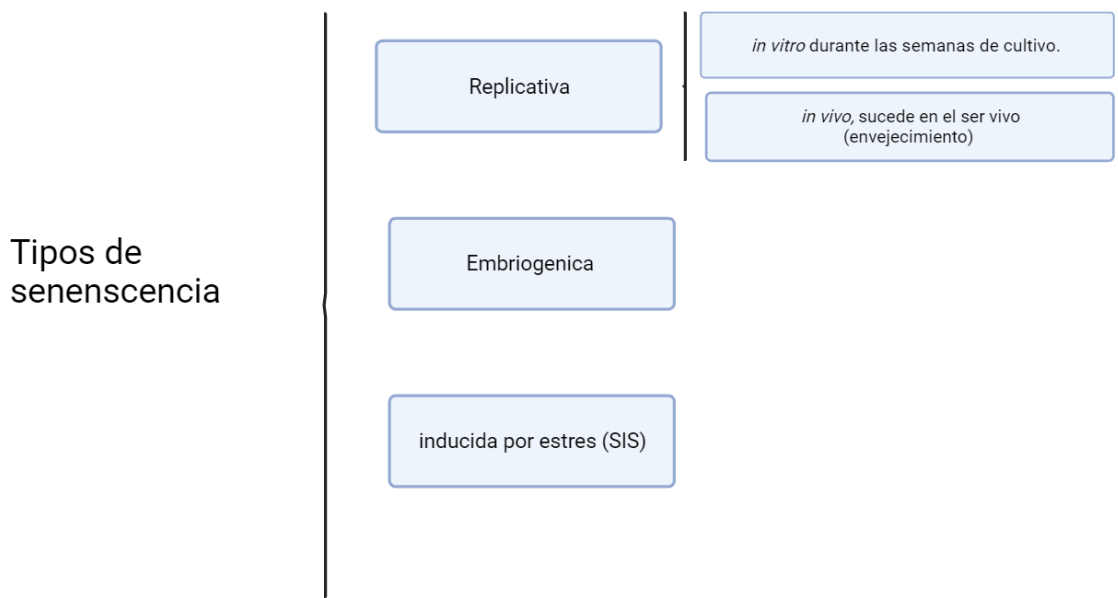 Tipos de
senenscencia
Replicativa
in vitro durante las semanas de cultivo.
in vivo, sucede en el ser vivo
(envejecimiento)
Embriogenica
inducida por estres (SIS)